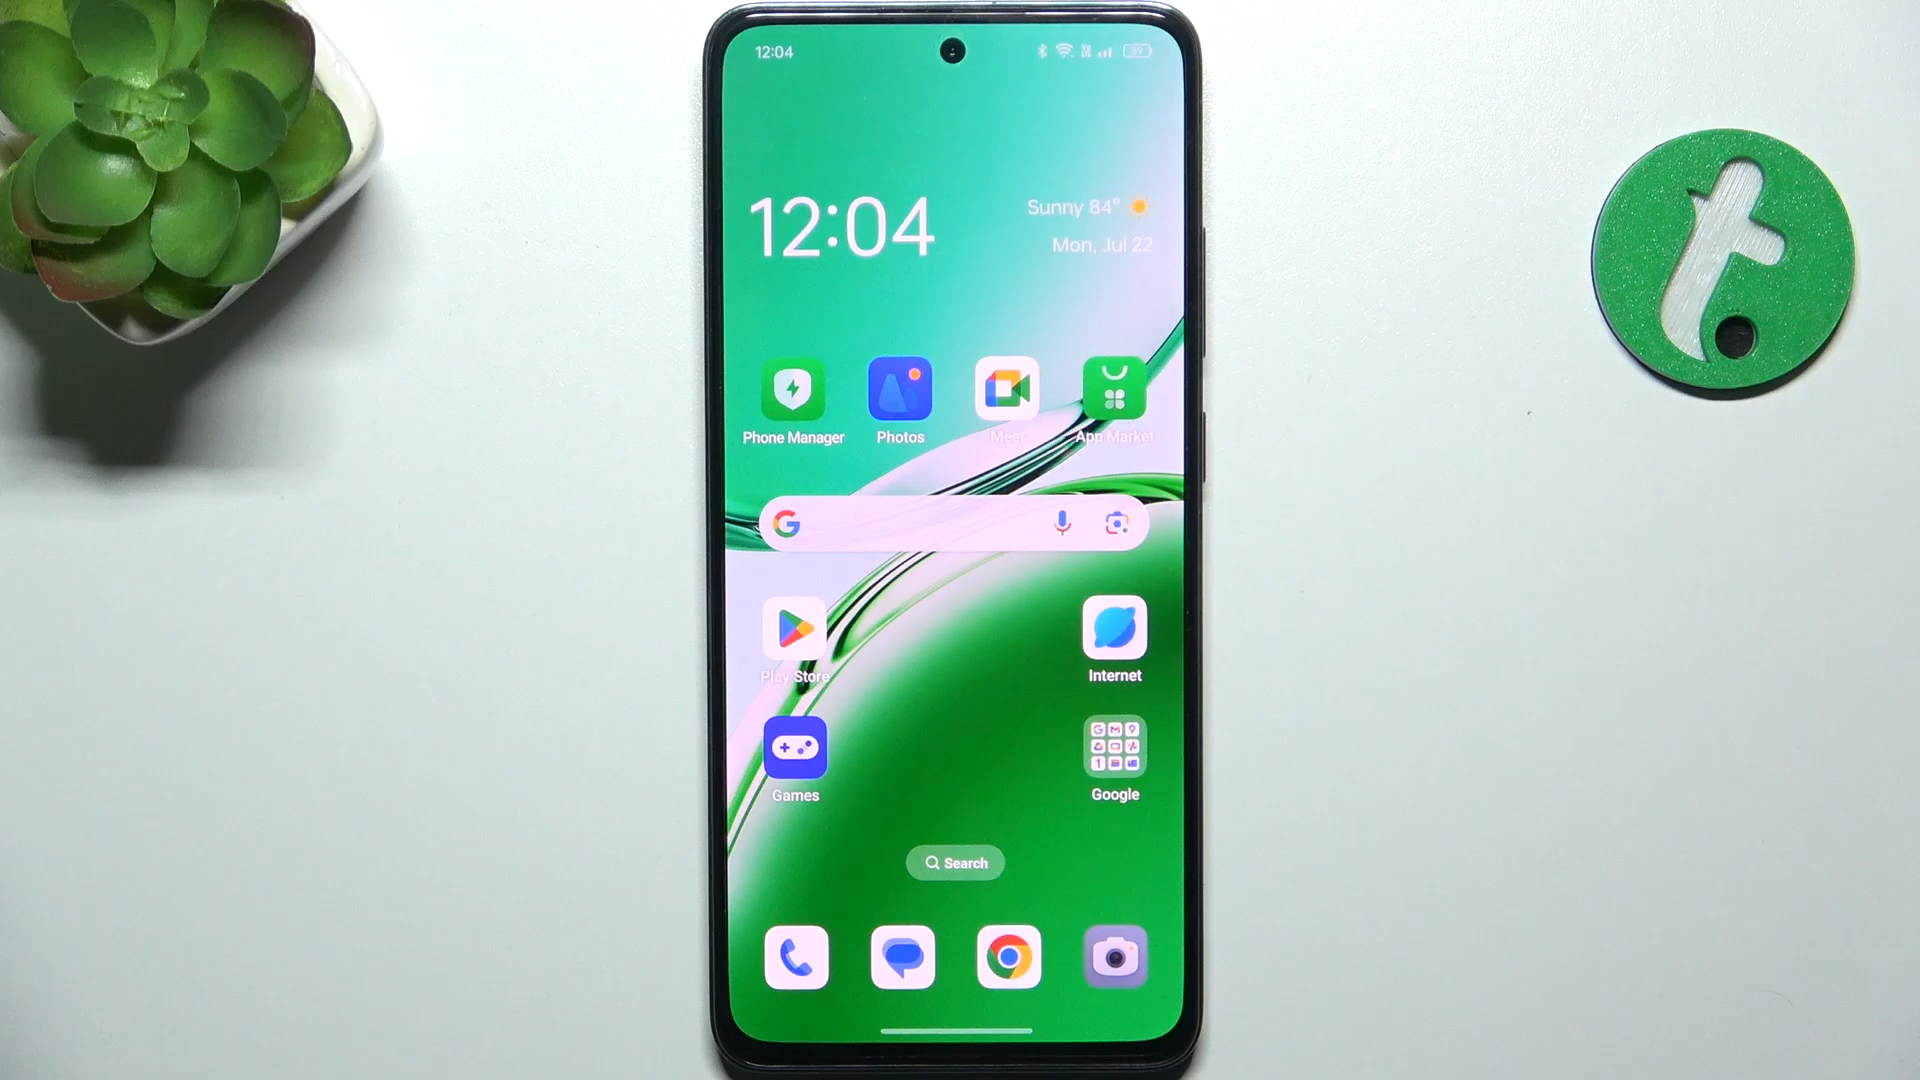 12:04
89
12:04
Sunny 84°
Mon, Jul 22
Phone Manager
Photos
Meet
App Market
Play Store
Internet
Games
Google
Search